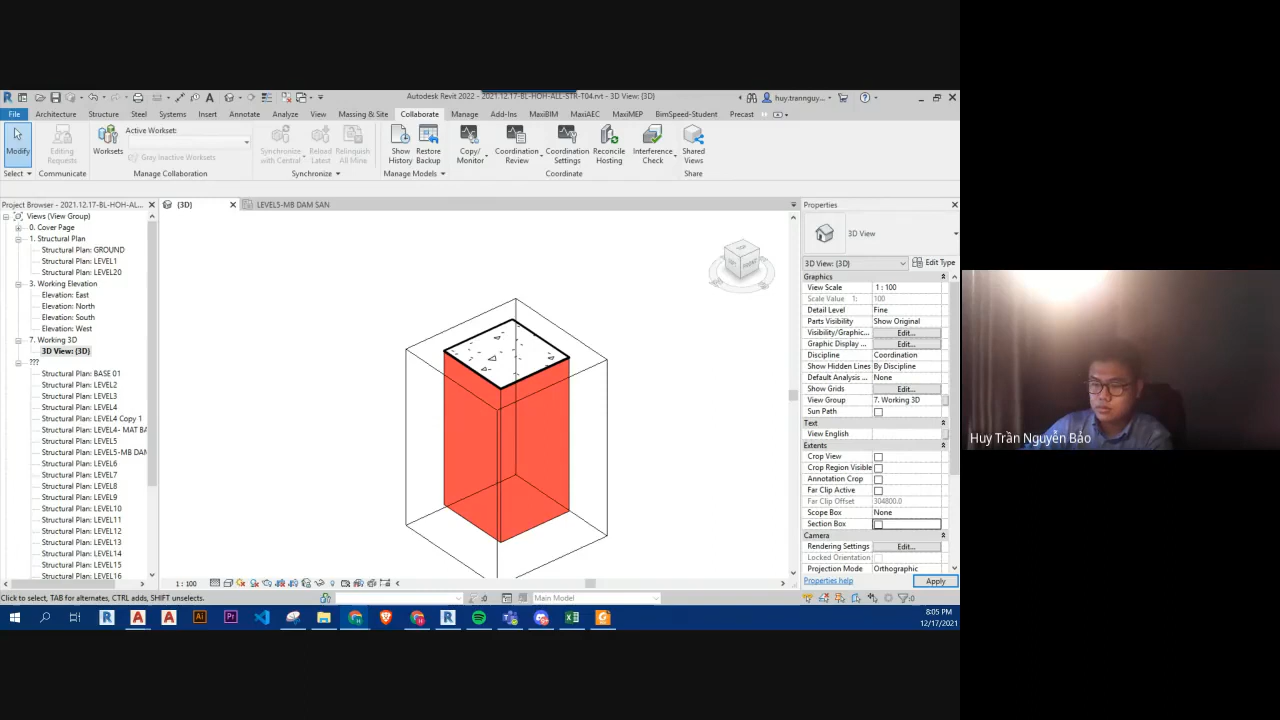 Autodesk Revit 2022 - 2021.12.17-BL-HOH-ALL-STR-T04.rvt - 3D View: {3D}
huy.trannguy...
File Architecture Structure Steel Systems Insert Annotate Analyze Massing & Site Collaborate View Manage Add-Ins MaxiBIM MaxiAEC MaxiMEP BimSpeed-Student Precast
Active Workset:
Modify
Editing Requests
Worksets
Gray Inactive Worksets
Synchronize with Central
Reload Latest
Relinquish All Mine
Show History
Restore Backup
Copy/ Monitor
Coordination Review
Coordination Settings
Reconcile Hosting
Interference Check
Shared Views
Select Communicate Manage Collaboration Synchronize Manage Models Coordinate Share
Project Browser - 2021.12.17-BL-HOH-AL...
{3D}
LEVEL5-MB DAM SAN
Views (View Group)
0. Cover Page
1. Structural Plan
Structural Plan: GROUND
Structural Plan: LEVEL1
Structural Plan: LEVEL20
3. Working Elevation
Elevation: East
Elevation: North
Elevation: South
Elevation: West
7. Working 3D
3D View: {3D}
???
Structural Plan: BASE 01
Structural Plan: LEVEL2
Structural Plan: LEVEL3
Structural Plan: LEVEL4
Structural Plan: LEVEL4 Copy 1
Structural Plan: LEVEL4- MAT BA
Structural Plan: LEVEL5
Structural Plan: LEVEL5-MB DAM
Structural Plan: LEVEL6
Structural Plan: LEVEL7
Structural Plan: LEVEL8
Structural Plan: LEVEL9
Structural Plan: LEVEL10
Structural Plan: LEVEL11
Structural Plan: LEVEL12
Structural Plan: LEVEL13
Structural Plan: LEVEL14
Structural Plan: LEVEL15
Structural Plan: LEVEL16
FRONT
Properties
3D View
3D View: {3D}
Edit Type
Graphics
View Scale 1 : 100
Scale Value 1: 100
Detail Level Fine
Parts Visibility Show Original
Visibility/Graphic... Edit...
Graphic Display ... Edit...
Discipline Coordination
Show Hidden Lines By Discipline
Default Analysis ... None
Show Grids Edit...
View Group 7. Working 3D
Sun Path
Text
View English
Extents
Crop View
Crop Region Visible
Annotation Crop
Far Clip Active
Far Clip Offset 304800.0
Scope Box None
Section Box
Camera
Rendering Settings Edit...
Locked Orientation
Projection Mode Orthographic
Properties help
Apply
1 : 100
Click to select, TAB for alternates, CTRL adds, SHIFT unselects.
:0
Main Model
:0
8:05 PM
12/17/2021
Huy Trần Nguyễn Bảo